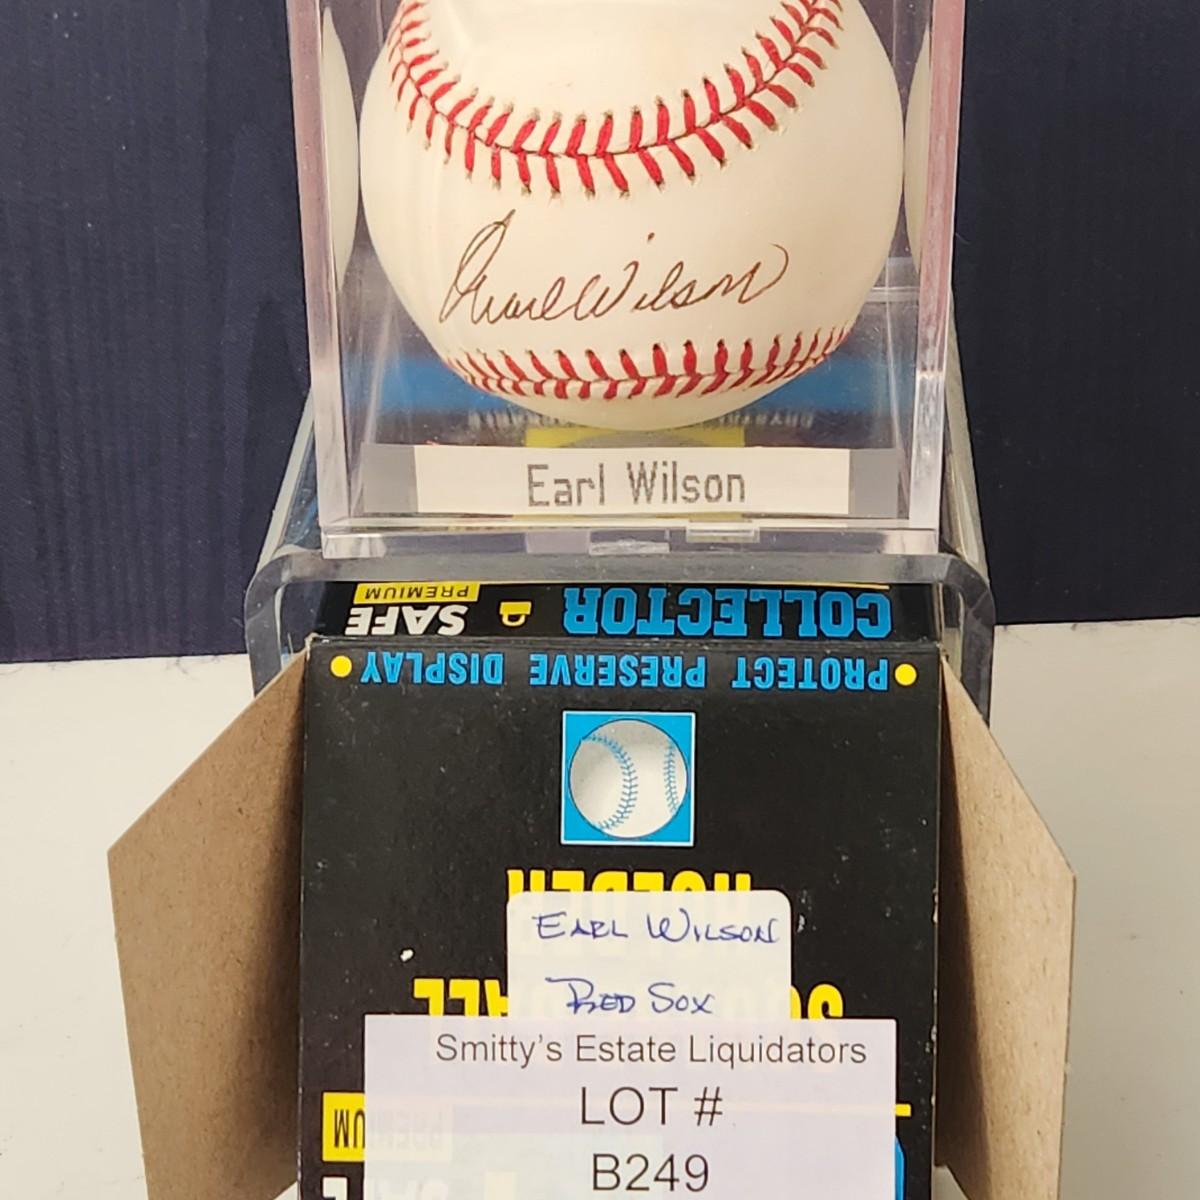 Earl Wilson
Earl Wilson
COLLECTOR SAFE
PREMIUM
PROTECT PRESERVE DISPLAY
HOLDER
EARL WILSON
RED SOX
Smitty's Estate Liquidators
LOT #
B249